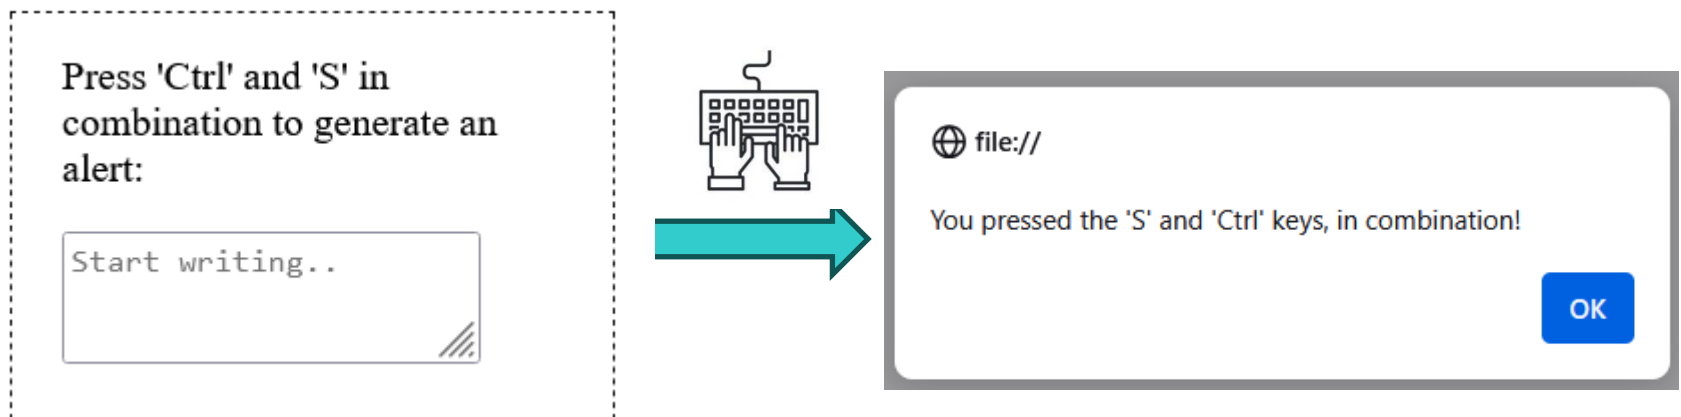 Press 'Ctrl' and 'S' in
combination to generate an
alert:
Start writing..
file://
You pressed the 'S' and 'Ctrl' keys, in combination!
OK